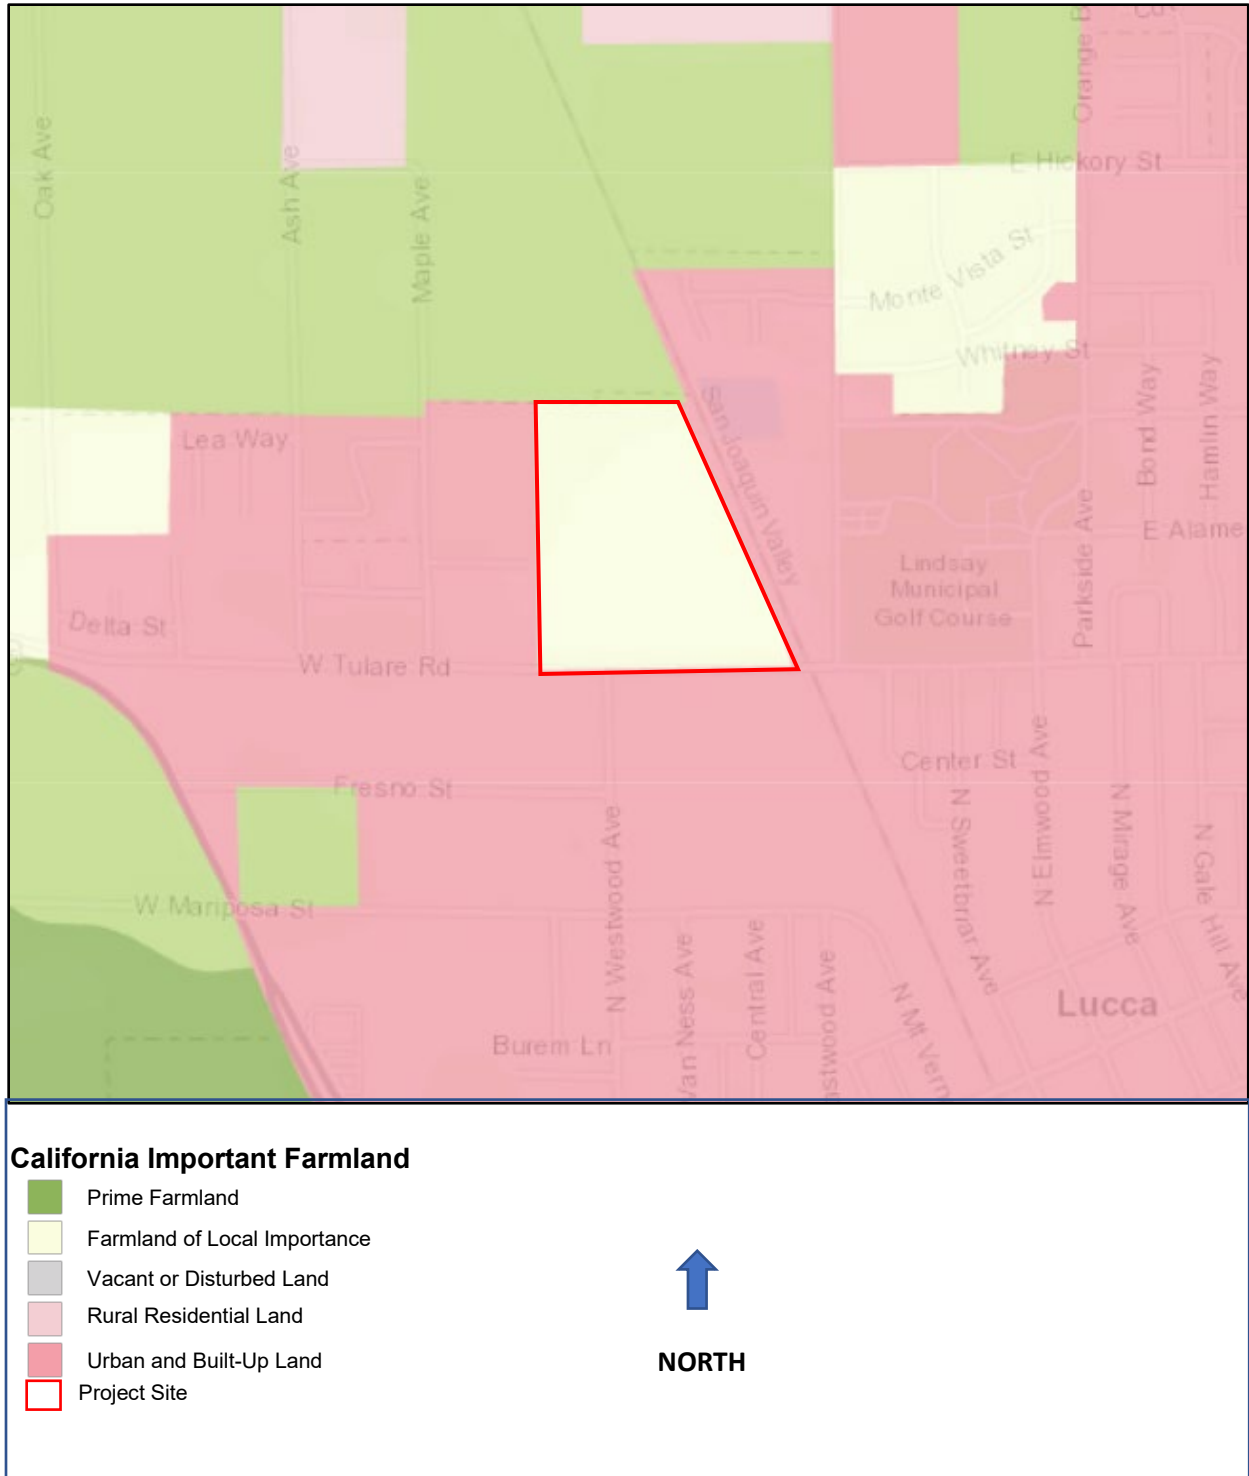 Cu
Orange B
Oak Ave
Ash Ave
Maple Ave
E Hickory St
Monte Vista St
Whitney St
San Joaquin Valley
Bond Way
Hamlin Way
Lea Way
Parkside Ave
E Alame
Lindsay
Municipal
Golf Course
Delta St
W Tulare Rd
Center St
Fresno St
N Westwood Ave
N Sweetbriar Ave
N Elmwood Ave
N Mirage Ave
N Gale Hill Ave
W Mariposa St
Van Ness Ave
Central Ave
stwood Ave
N Mt Vern
Lucca
Burem Ln
California Important Farmland
Prime Farmland
Farmland of Local Importance
Vacant or Disturbed Land
Rural Residential Land
Urban and Built-Up Land
Project Site
NORTH